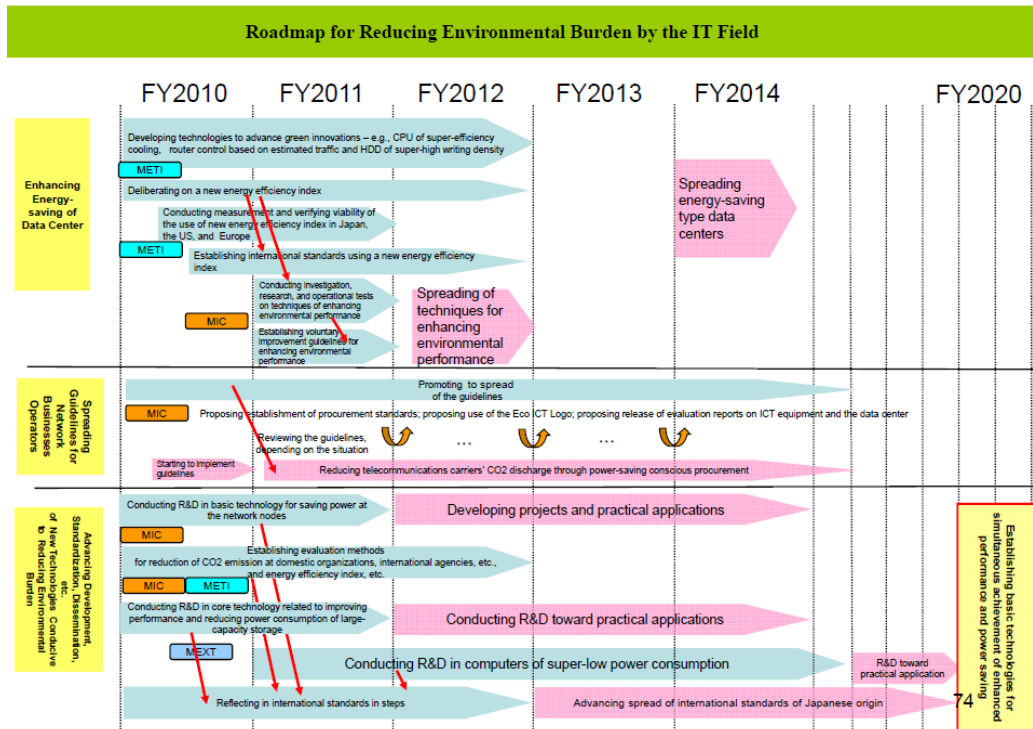 Roadmap for Reducing Environmental Burden by the IT Field
FY2010
FY2011
FY2012
FY2013
FY2014
FY2020
Enhancing
Energy-
saving of
Data Center
Developing technologies to advance green innovations – e.g., CPU of super-efficiency
cooling, router control based on estimated traffic and HDD of super-high writing density
METI
Deliberating on a new energy efficiency index
Conducting measurement and verifying viability of
the use of new energy efficiency index in Japan,
the US, and Europe
METI
Establishing international standards using a new energy efficiency
index
Conducting investigation,
research, and operational tests
on techniques of enhancing
environmental performance
MIC
Establishing voluntary
improvement guidelines for
enhancing environmental
performance
Spreading of
techniques for
enhancing
environmental
performance
Spreading
energy-saving
type data
centers
Spreading
Guidelines for
Network
Businesses
Operators
Promoting to spread
of the guidelines
MIC
Proposing establishment of procurement standards; proposing use of the Eco ICT Logo; proposing release of evaluation reports on ICT equipment and the data center
Reviewing the guidelines,
depending on the situation
...
...
Starting to implement
guidelines
Reducing telecommunications carriers' CO2 discharge through power-saving conscious procurement
Advancing Development,
Standardization, Dissemination,
etc.
of New Technologies Conducive
to Reducing Environmental
Burden
Conducting R&D in basic technology for saving power at
the network nodes
Developing projects and practical applications
MIC
Establishing evaluation methods
for reduction of CO2 emission at domestic organizations, international agencies, etc.,
and energy efficiency index, etc.
MIC
METI
Conducting R&D in core technology related to improving
performance and reducing power consumption of large-
capacity storage
Conducting R&D toward practical applications
MEXT
Conducting R&D in computers of super-low power consumption
R&D toward
practical application
Reflecting in international standards in steps
Advancing spread of international standards of Japanese origin
74
Establishing basic technologies for
simultaneous achievement of enhanced
performance and power saving